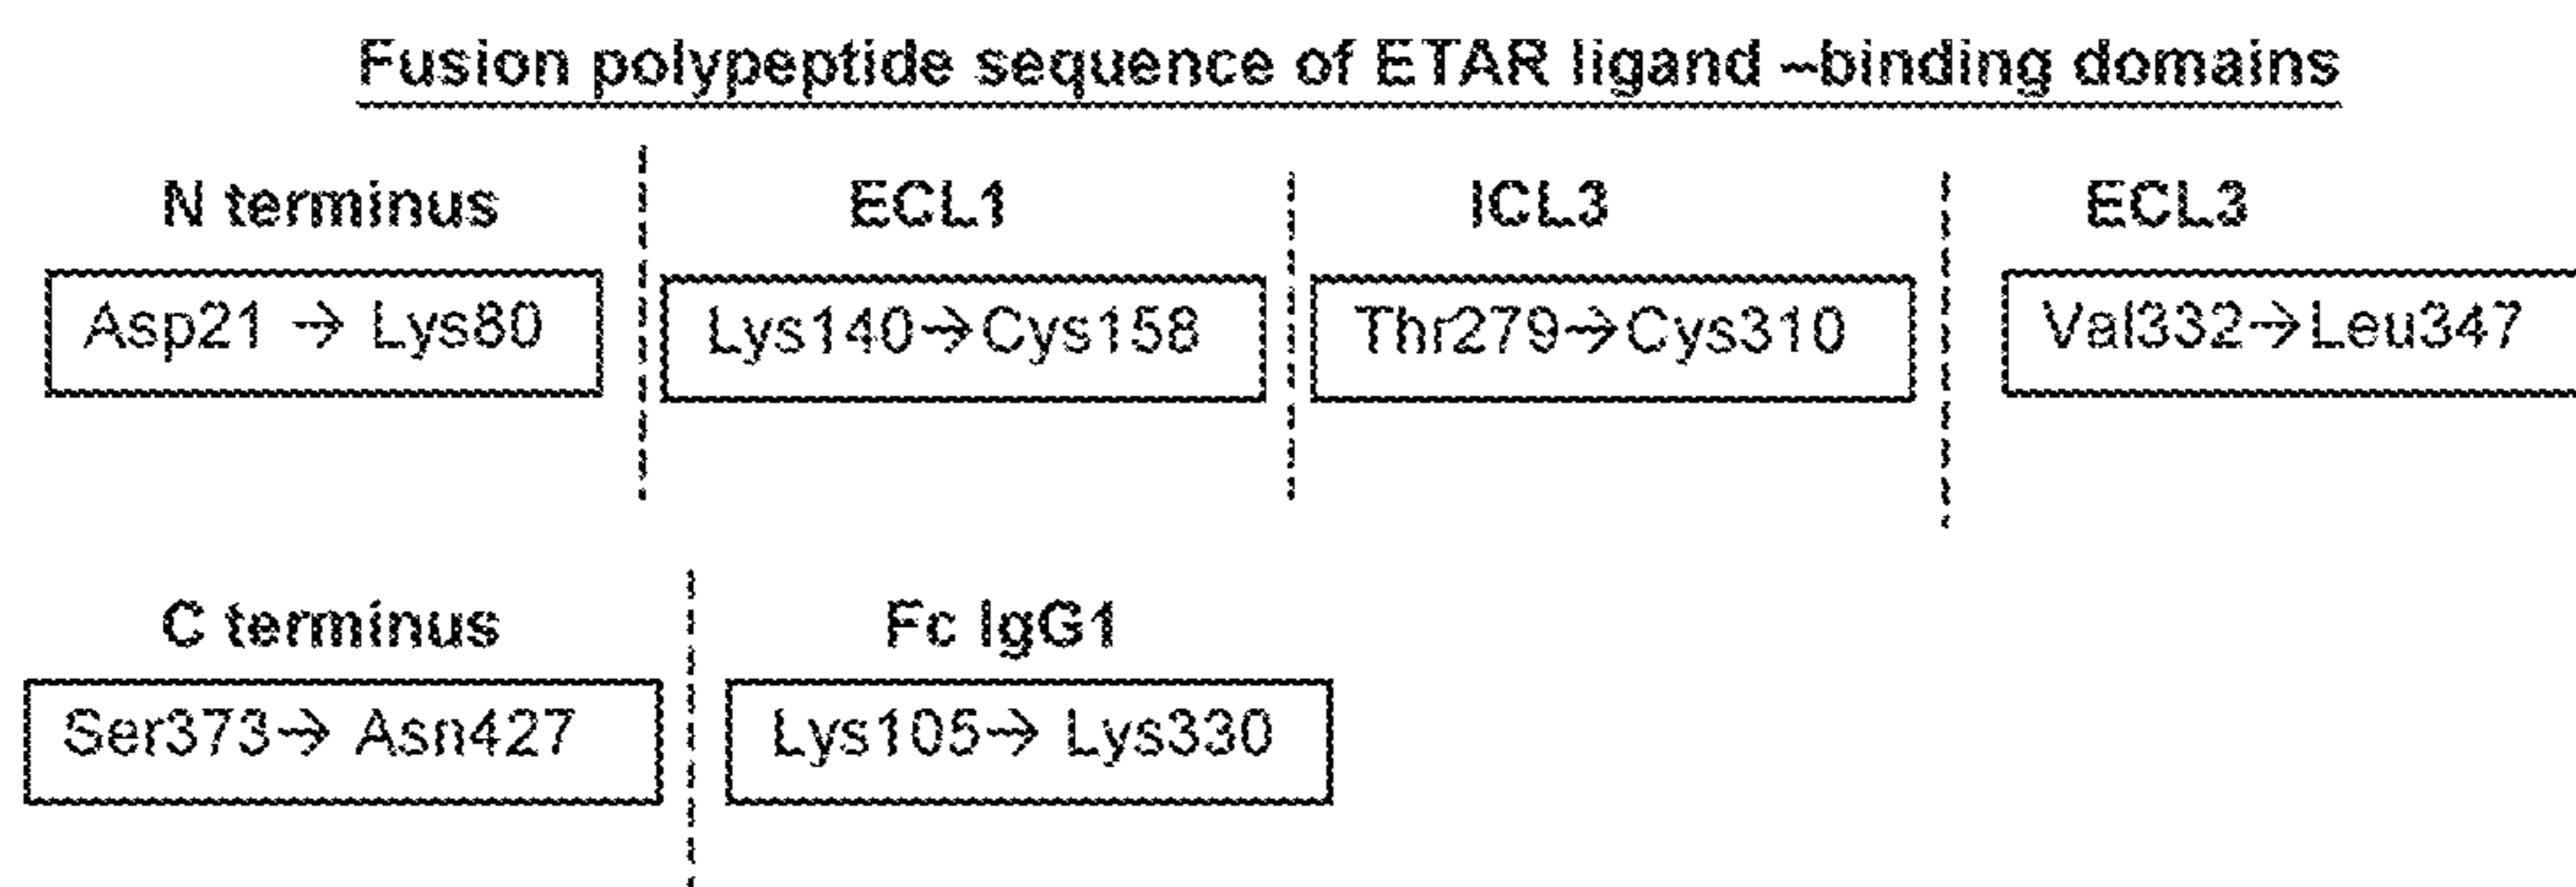 Fusion polypeptide sequence of ETAR ligand –binding domains
N terminus ECL1 ICL3 ECL3
Asp21 → Lys80 Lys140→Cys158 Thr279→Cys310 Val332→Leu347
C terminus Fc IgG1
Ser373→ Asn427 Lys105→ Lys330